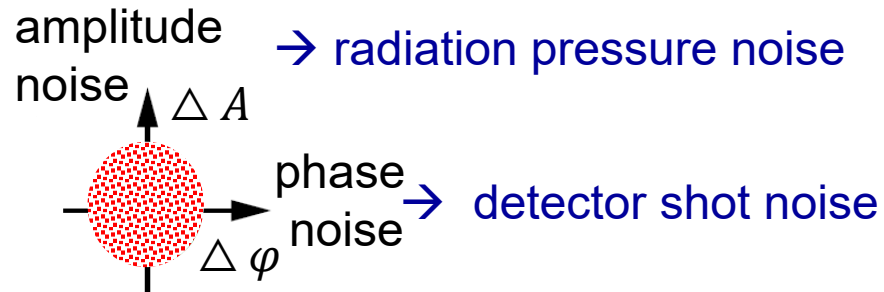 amplitude
noise
→ radiation pressure noise
△ A
phase
noise
→ detector shot noise
△ φ